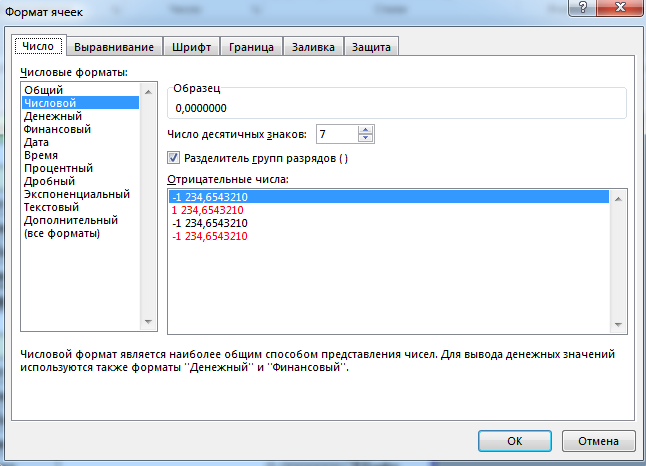 Формат ячеек
Число Выравнивание Шрифт Граница Заливка Защита
Числовые форматы:
Общий
Числовой
Денежный
Финансовый
Дата
Время
Процентный
Дробный
Экспоненциальный
Текстовый
Дополнительный
(все форматы)
Образец
0,0000000
Число десятичных знаков: 7
Разделитель групп разрядов ( )
Отрицательные числа:
-1 234,6543210
1 234,6543210
-1 234,6543210
-1 234,6543210
Числовой формат является наиболее общим способом представления чисел. Для вывода денежных значений
используются также форматы "Денежный" и "Финансовый".
ОК Отмена